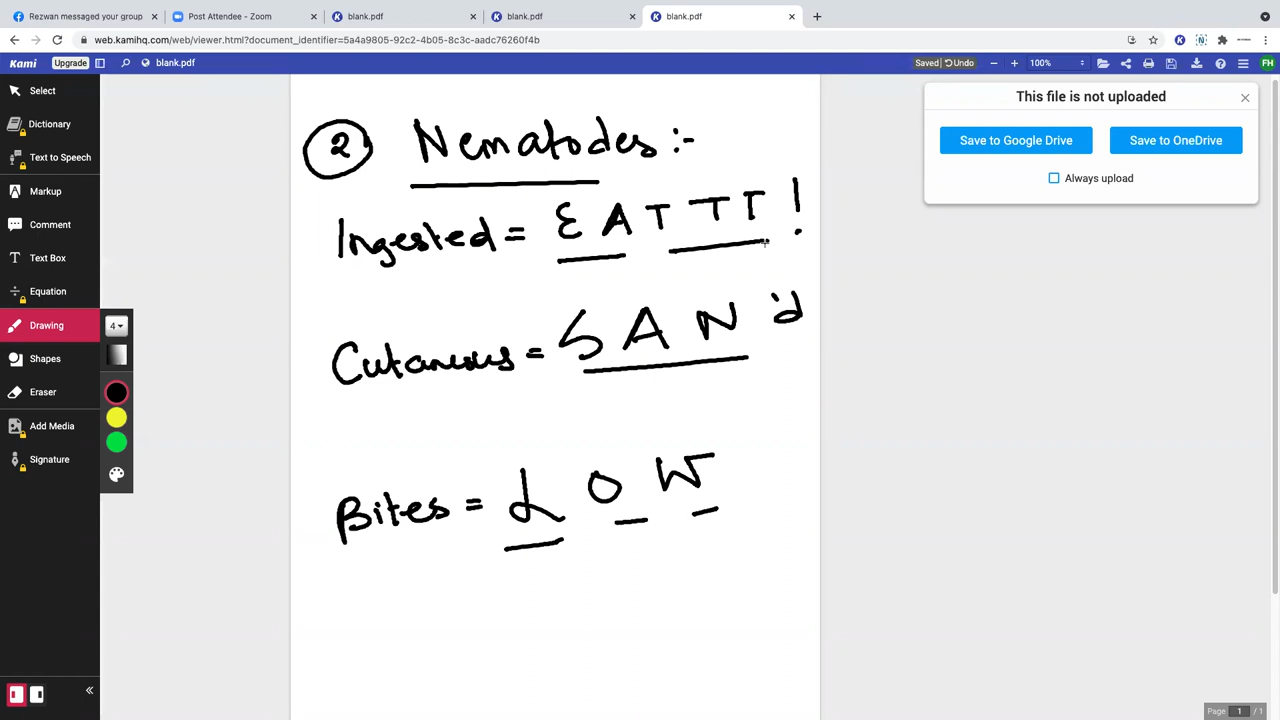 Rezwan messaged your group
Post Attendee - Zoom
blank.pdf
blank.pdf
blank.pdf
web.kamihq.com/web/viewer.html?document_identifier=5a4a9805-92c2-4b05-8c3c-aadc76260f4b
Kami
Upgrade
blank.pdf
Saved
Undo
100%
FH
Select
Dictionary
Text to Speech
Markup
Comment
Text Box
Equation
Drawing
Shapes
Eraser
Add Media
Signature
4
This file is not uploaded
Save to Google Drive
Save to OneDrive
Always upload
2 Nematodes :-
Ingested = E A T T T !
Cutaneous = S A N 'd
Bites = L O W
Page 1 / 1